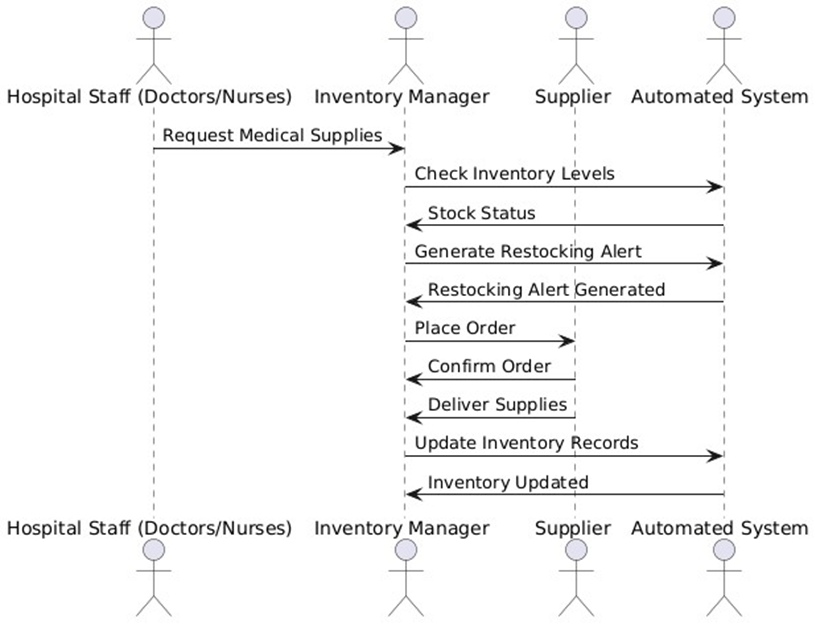 Hospital Staff (Doctors/Nurses) Inventory Manager Supplier Automated System
Request Medical Supplies
Check Inventory Levels
Stock Status
Generate Restocking Alert
Restocking Alert Generated
Place Order
Confirm Order
Deliver Supplies
Update Inventory Records
Inventory Updated
Hospital Staff (Doctors/Nurses) Inventory Manager Supplier Automated System